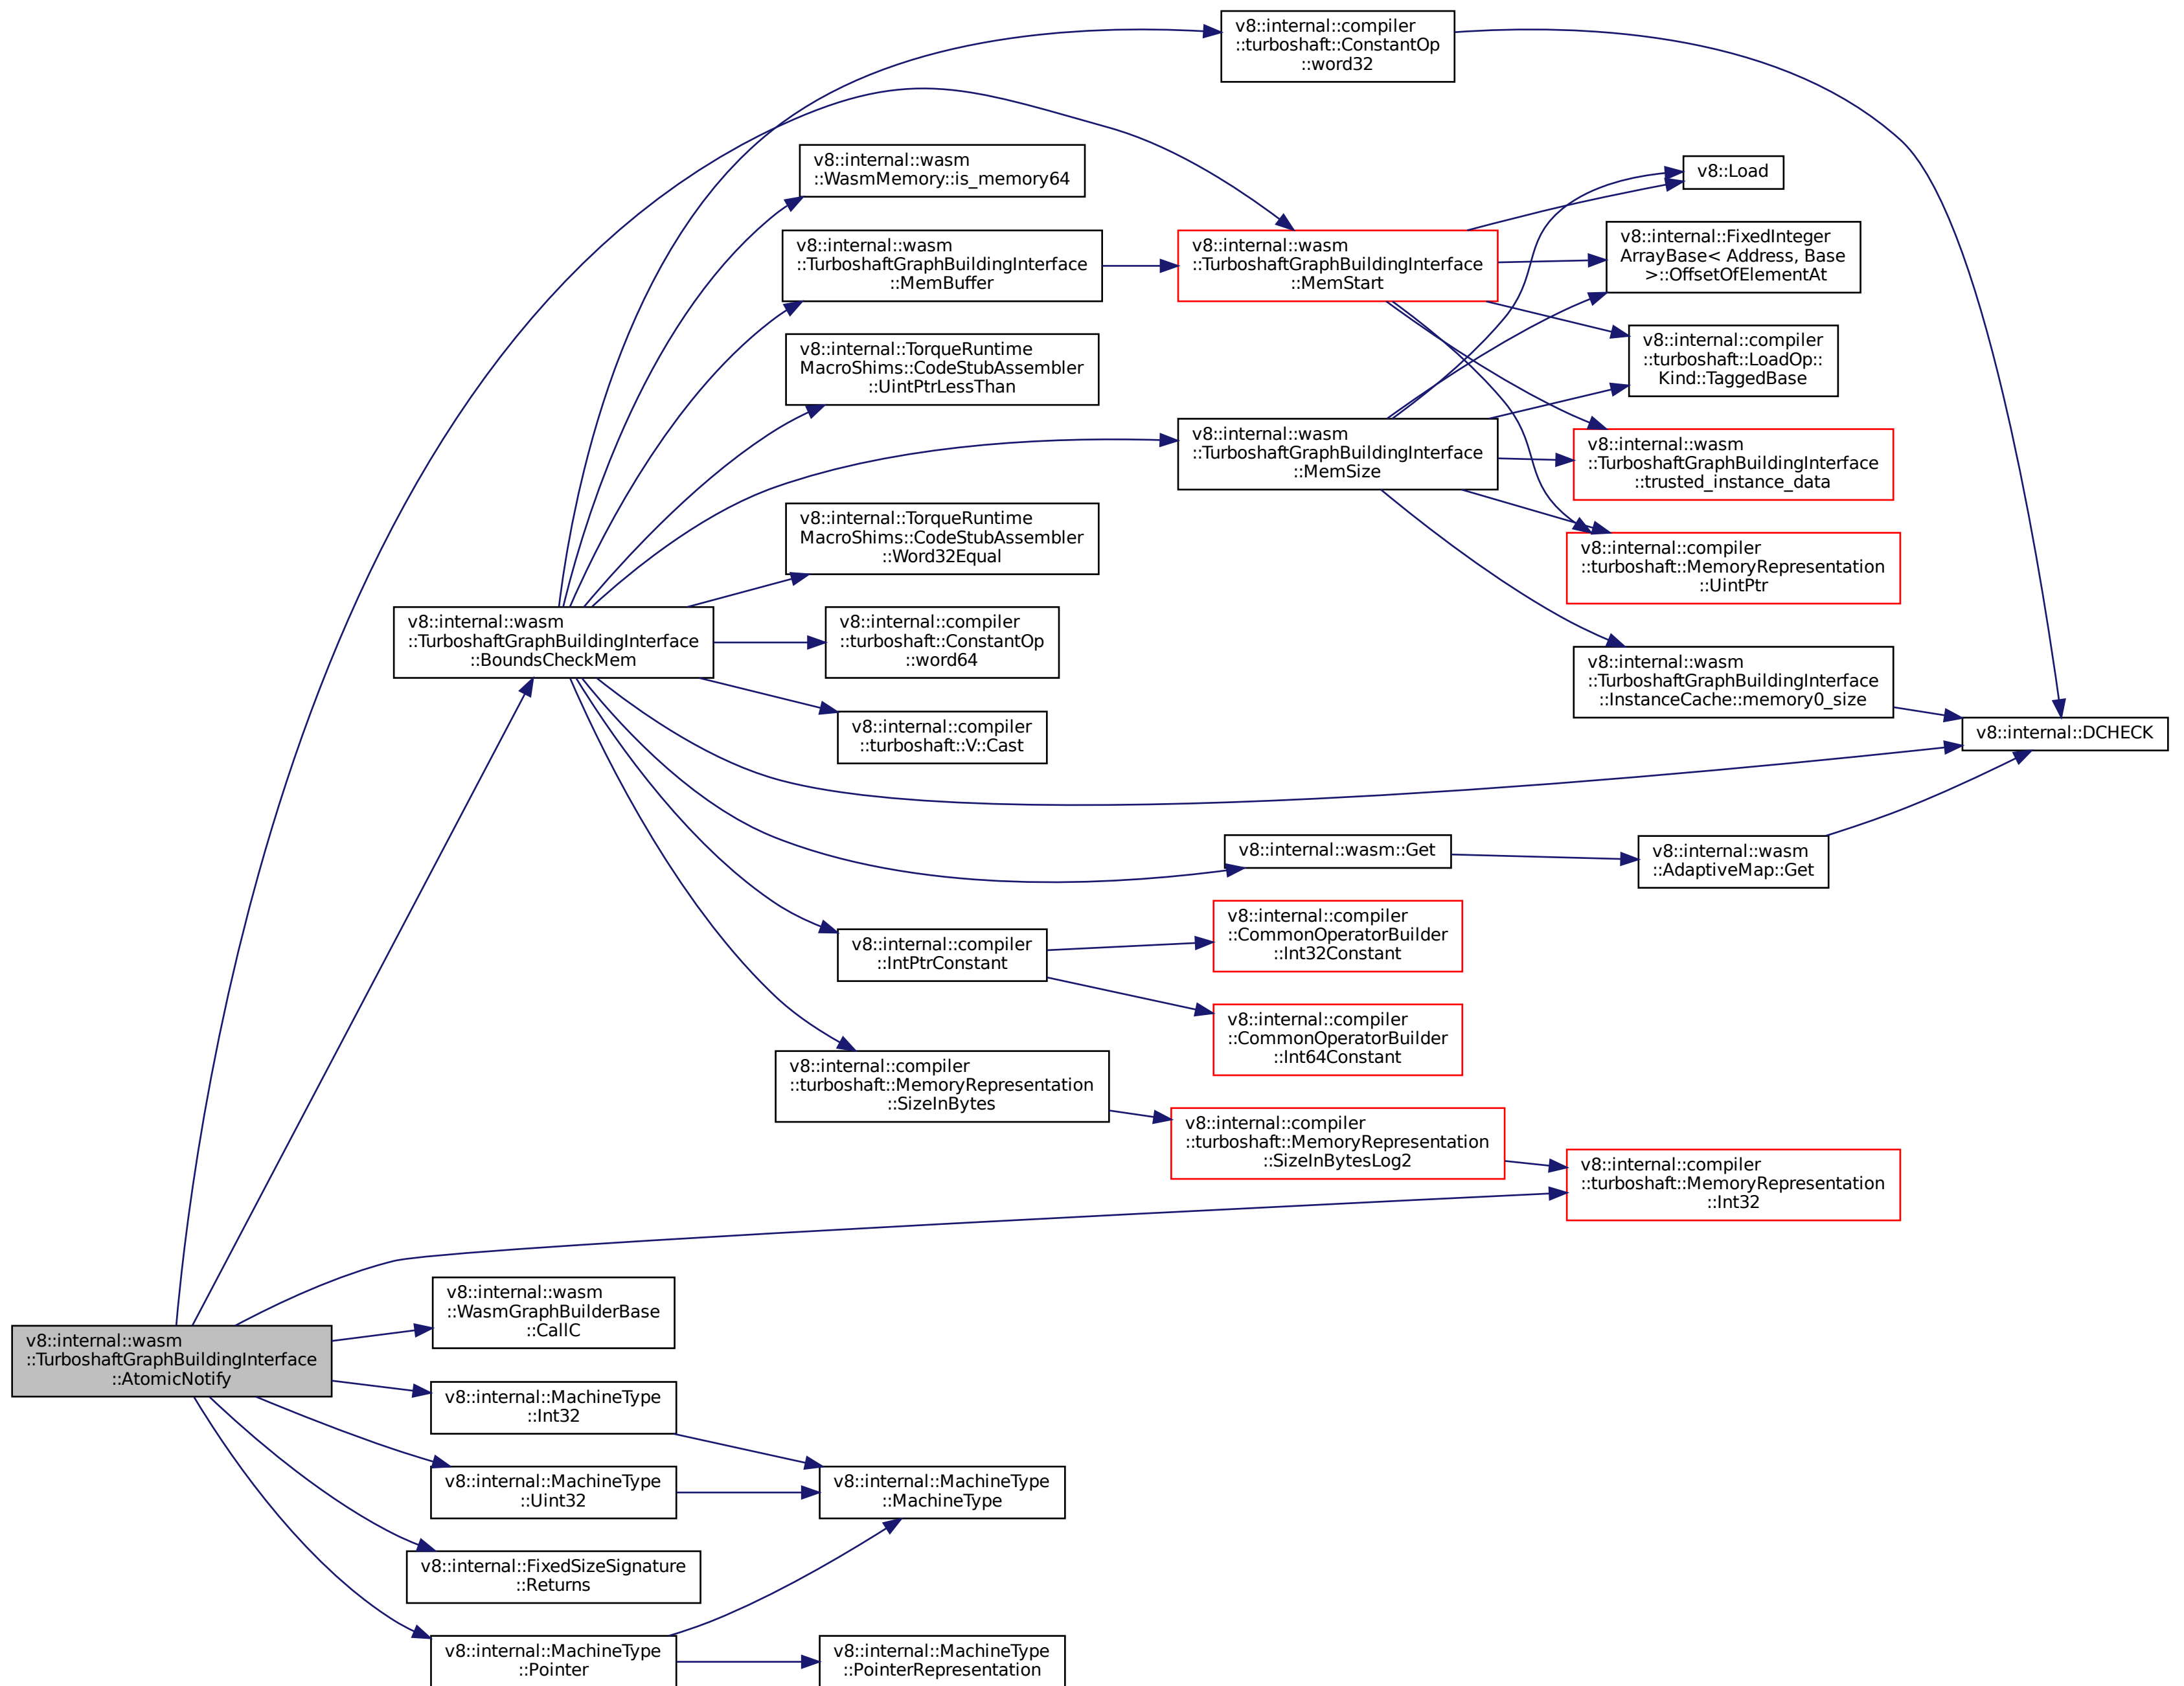 v8::internal::compiler
::turboshaft::ConstantOp
::word32
v8::internal::wasm
::WasmMemory::is_memory64
v8::Load
v8::internal::wasm
::TurboshaftGraphBuildingInterface
::MemBuffer
v8::internal::wasm
::TurboshaftGraphBuildingInterface
::MemStart
v8::internal::FixedInteger
ArrayBase< Address, Base
>::OffsetOfElementAt
v8::internal::TorqueRuntime
MacroShims::CodeStubAssembler
::UintPtrLessThan
v8::internal::compiler
::turboshaft::LoadOp::
Kind::TaggedBase
v8::internal::wasm
::TurboshaftGraphBuildingInterface
::MemSize
v8::internal::wasm
::TurboshaftGraphBuildingInterface
::trusted_instance_data
v8::internal::TorqueRuntime
MacroShims::CodeStubAssembler
::Word32Equal
v8::internal::compiler
::turboshaft::MemoryRepresentation
::UintPtr
v8::internal::wasm
::TurboshaftGraphBuildingInterface
::BoundsCheckMem
v8::internal::compiler
::turboshaft::ConstantOp
::word64
v8::internal::wasm
::TurboshaftGraphBuildingInterface
::InstanceCache::memory0_size
v8::internal::compiler
::turboshaft::V::Cast
v8::internal::DCHECK
v8::internal::wasm::Get
v8::internal::wasm
::AdaptiveMap::Get
v8::internal::compiler
::IntPtrConstant
v8::internal::compiler
::CommonOperatorBuilder
::Int32Constant
v8::internal::compiler
::CommonOperatorBuilder
::Int64Constant
v8::internal::compiler
::turboshaft::MemoryRepresentation
::SizeInBytes
v8::internal::compiler
::turboshaft::MemoryRepresentation
::SizeInBytesLog2
v8::internal::compiler
::turboshaft::MemoryRepresentation
::Int32
v8::internal::wasm
::WasmGraphBuilderBase
::CallC
v8::internal::wasm
::TurboshaftGraphBuildingInterface
::AtomicNotify
v8::internal::MachineType
::Int32
v8::internal::MachineType
::Uint32
v8::internal::MachineType
::MachineType
v8::internal::FixedSizeSignature
::Returns
v8::internal::MachineType
::Pointer
v8::internal::MachineType
::PointerRepresentation